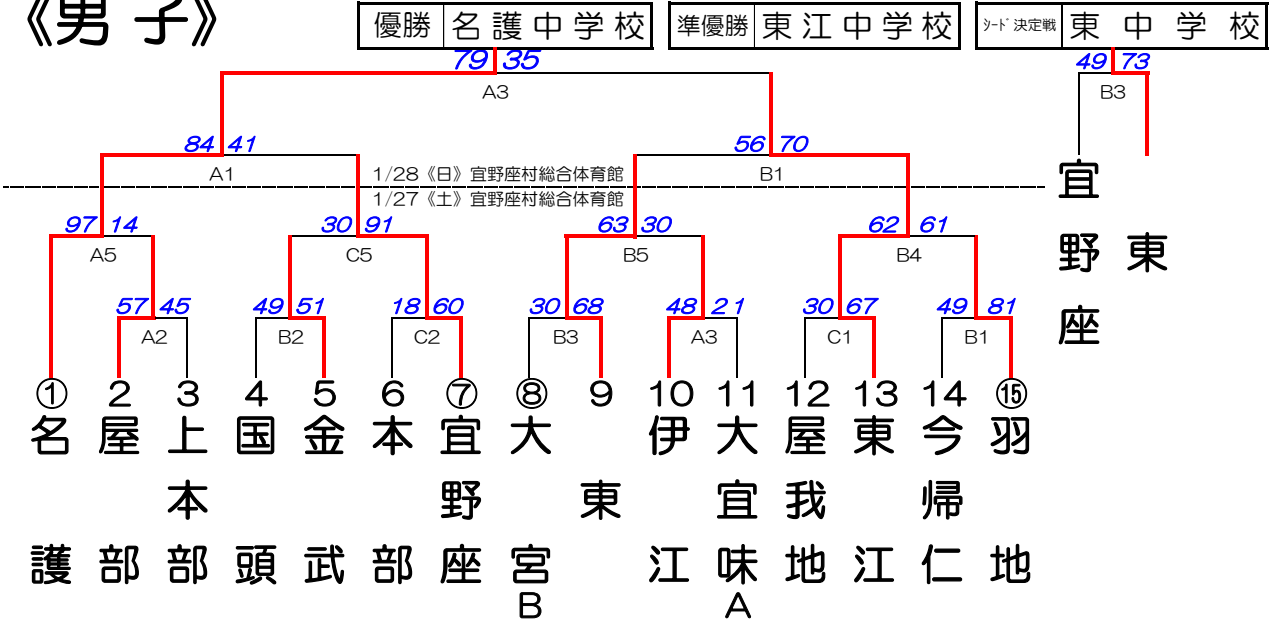 《男子》
優勝 名護中学校 準優勝 東江中学校 ｼｰﾄﾞ決定戦 東中学校
79 35 49 73
A3 B3
84 41 56 70
A1 1/28《日》宜野座村総合体育館 B1
1/27《土》宜野座村総合体育館
97 14 30 91 63 30 62 61
A5 C5 B5 B4
宜野座 東
57 45 49 51 18 60 30 68 48 21 30 67 49 81
A2 B2 C2 B3 A3 C1 B1
① 2 3 4 5 6 ⑦ ⑧ 9 10 11 12 13 14 ⑮
名護
屋部
上本部
国頭
金武
本部
宜野座
大宮B
東
伊江
大宜味A
屋我地
東江
今帰仁
羽地